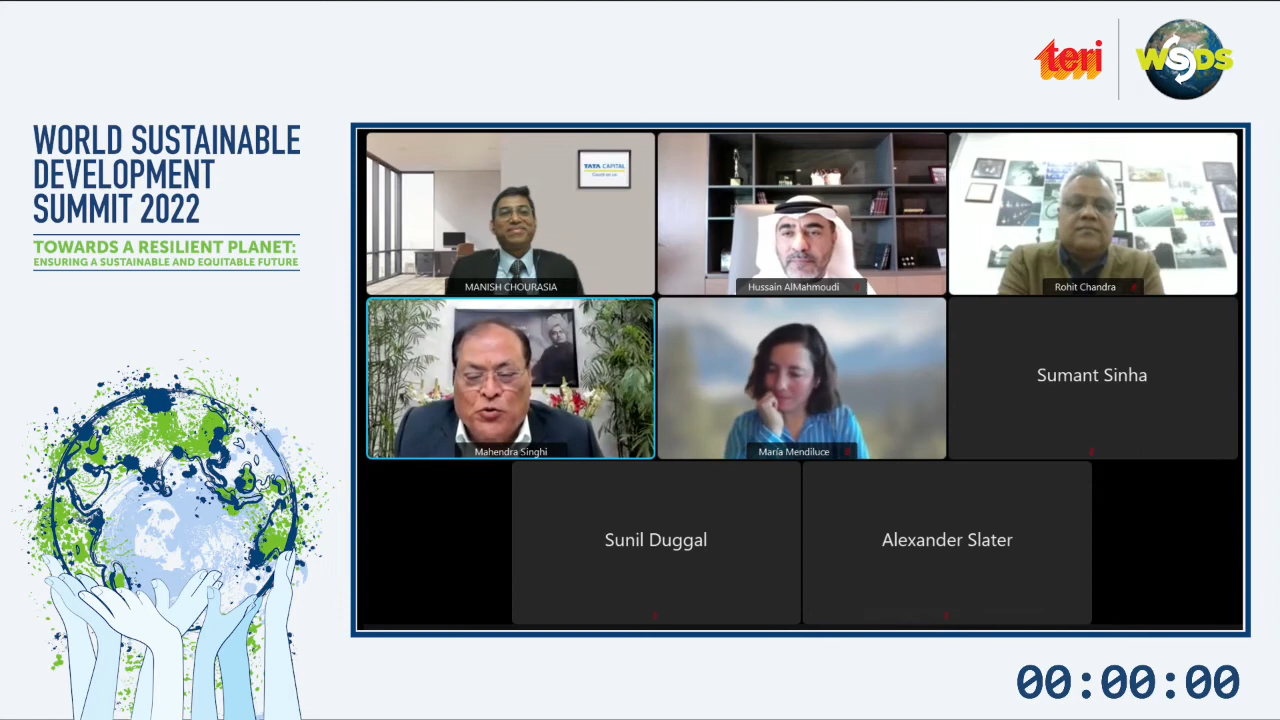 teri
WSDS
WORLD SUSTAINABLE
DEVELOPMENT
SUMMIT 2022
TOWARDS A RESILIENT PLANET:
ENSURING A SUSTAINABLE AND EQUITABLE FUTURE
TATA CAPITAL
MANISH CHOURASIA
Hussain AlMahmoudi
Rohit Chandra
Mahendra Singhi
María Mendiluce
Sumant Sinha
Sunil Duggal
Alexander Slater
00:00:00